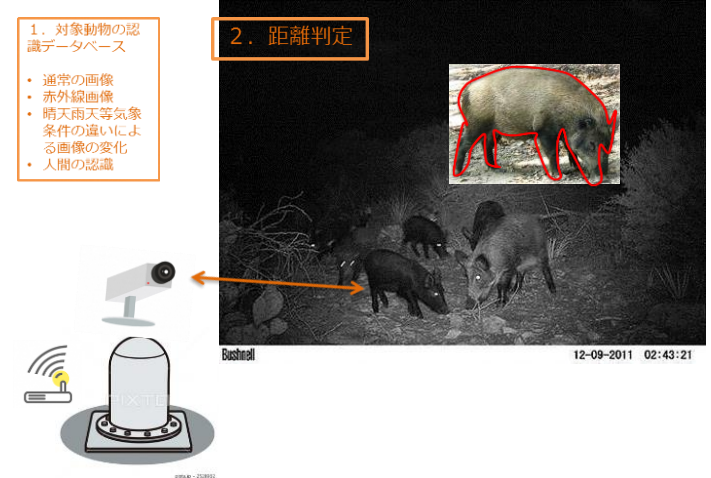 １．対象動物の認
識データベース
• 通常の画像
• 赤外線画像
• 晴天雨天等気象
条件の違いによ
る画像の変化
• 人間の認識
２．距離判定
Bushnell
12-09-2011 02:43:21
PIXTA